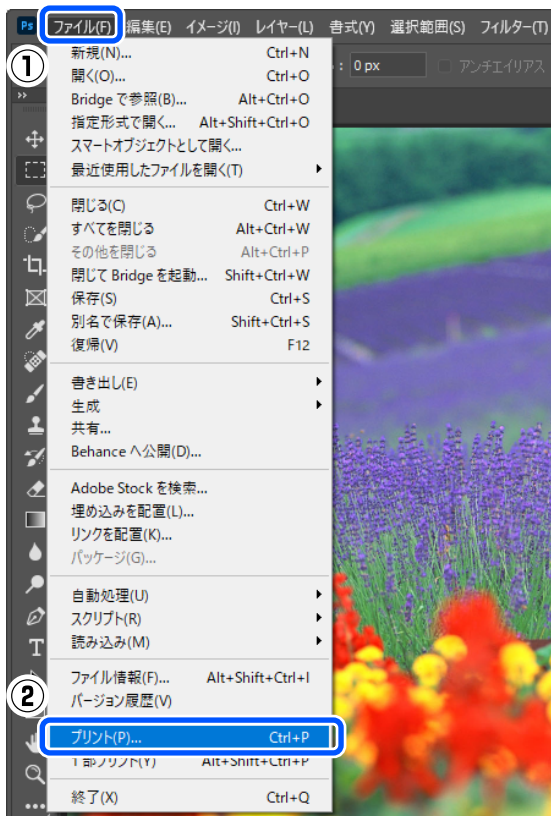 Ps ファイル(F) 編集(E) イメージ(I) レイヤー(L) 書式(Y) 選択範囲(S) フィルター(T)
①
: 0 px アンチエイリアス
新規(N)... Ctrl+N
開く(O)... Ctrl+O
Bridge で参照(B)... Alt+Ctrl+O
指定形式で開く... Alt+Shift+Ctrl+O
スマートオブジェクトとして開く...
最近使用したファイルを開く(T)
閉じる(C) Ctrl+W
すべてを閉じる Alt+Ctrl+W
その他を閉じる Alt+Ctrl+P
閉じて Bridge を起動... Shift+Ctrl+W
保存(S) Ctrl+S
別名で保存(A)... Shift+Ctrl+S
復帰(V) F12
書き出し(E)
生成
共有...
Behance へ公開(D)...
Adobe Stock を検索...
埋め込みを配置(L)...
リンクを配置(K)...
パッケージ(G)...
自動処理(U)
スクリプト(R)
読み込み(M)
ファイル情報(F)... Alt+Shift+Ctrl+I
②
バージョン履歴(V)
プリント(P)... Ctrl+P
1 部プリント(Y) Alt+Shift+Ctrl+P
終了(X) Ctrl+Q